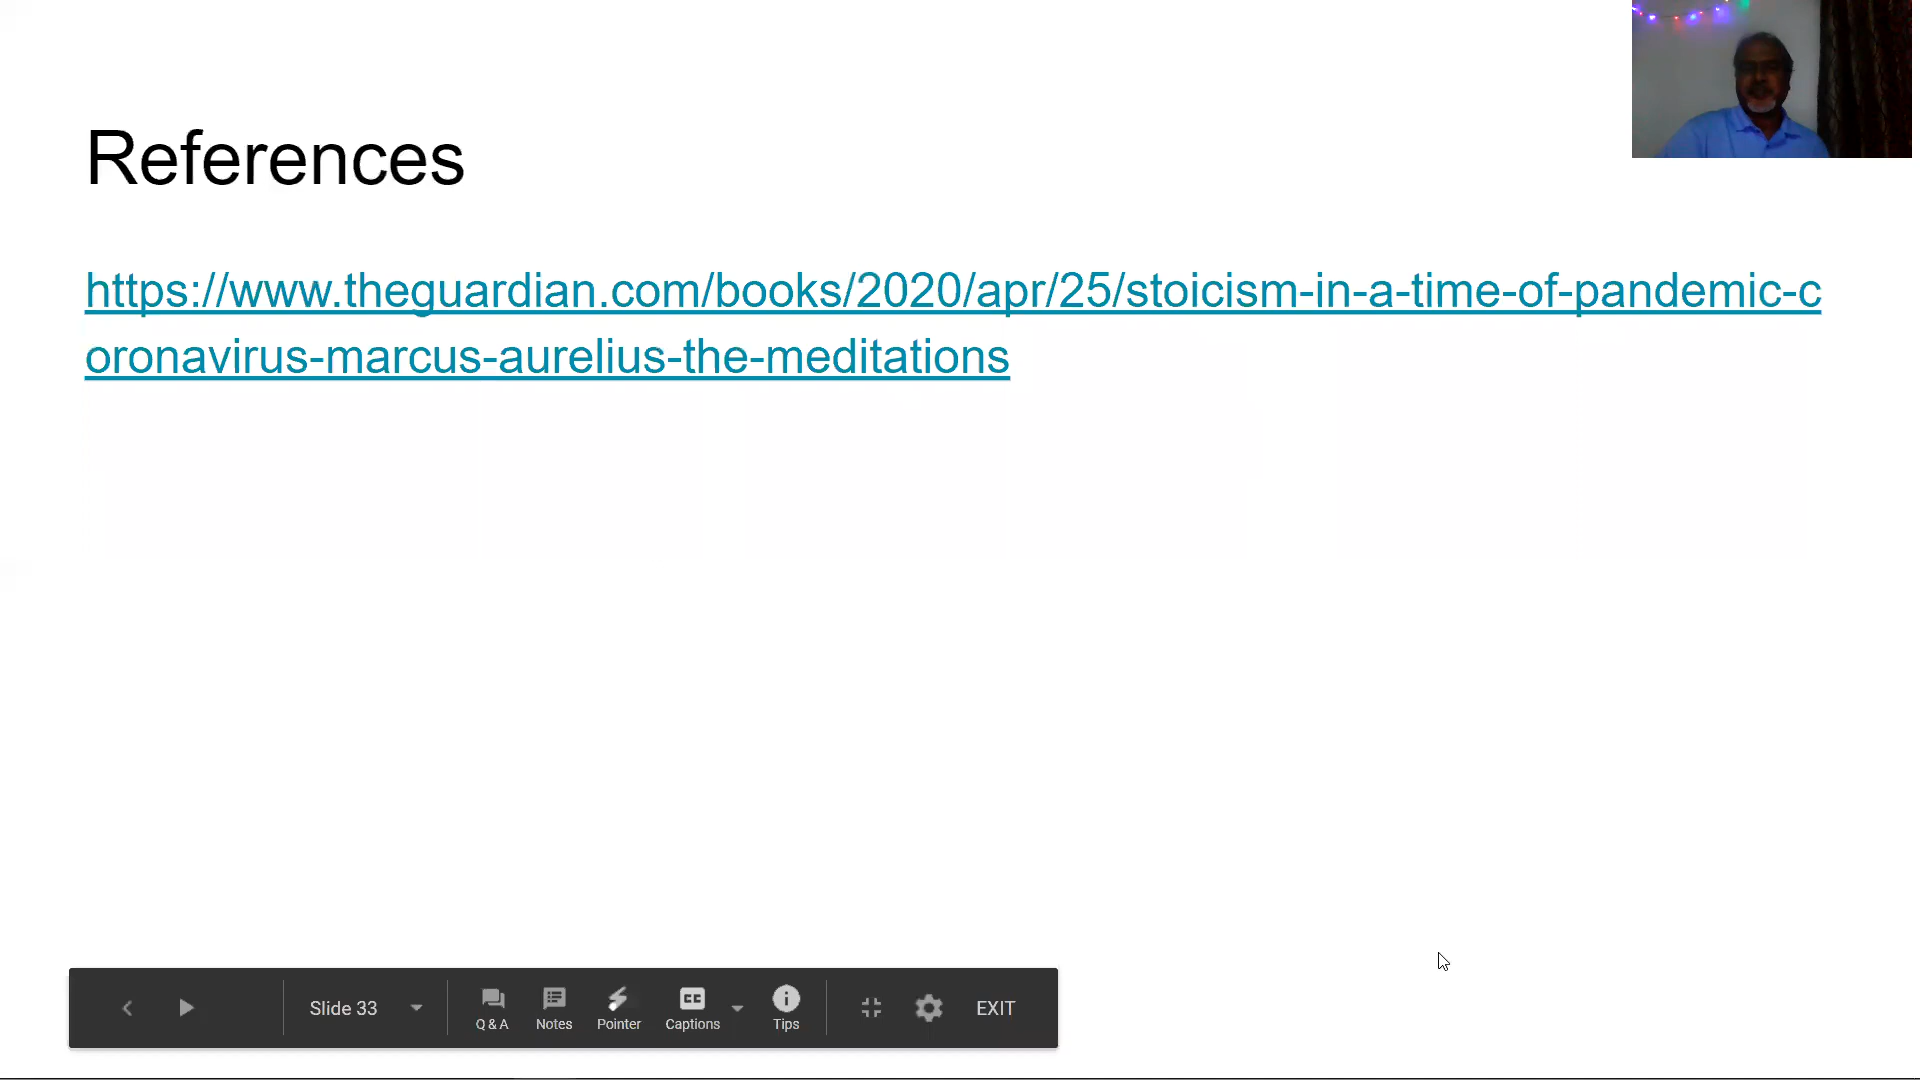 References
https://www.theguardian.com/books/2020/apr/25/stoicism-in-a-time-of-pandemic-c
oronavirus-marcus-aurelius-the-meditations
Slide 33
Q & A
Notes
Pointer
CC
Captions
Tips
EXIT